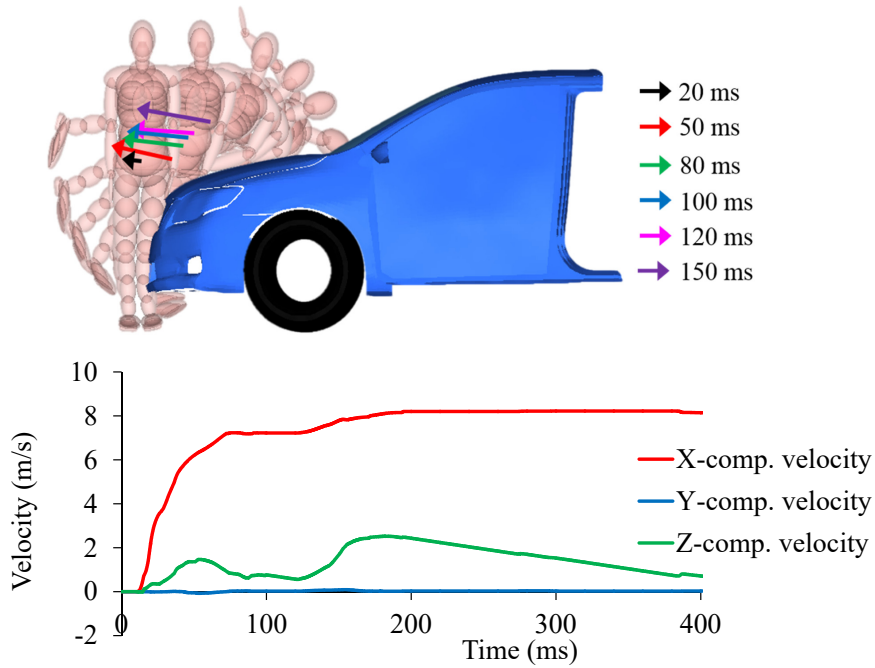 20 ms
50 ms
80 ms
100 ms
120 ms
150 ms
10
8
6
4
2
0
-2
Velocity (m/s)
X-comp. velocity
Y-comp. velocity
Z-comp. velocity
0
100
200
300
400
Time (ms)